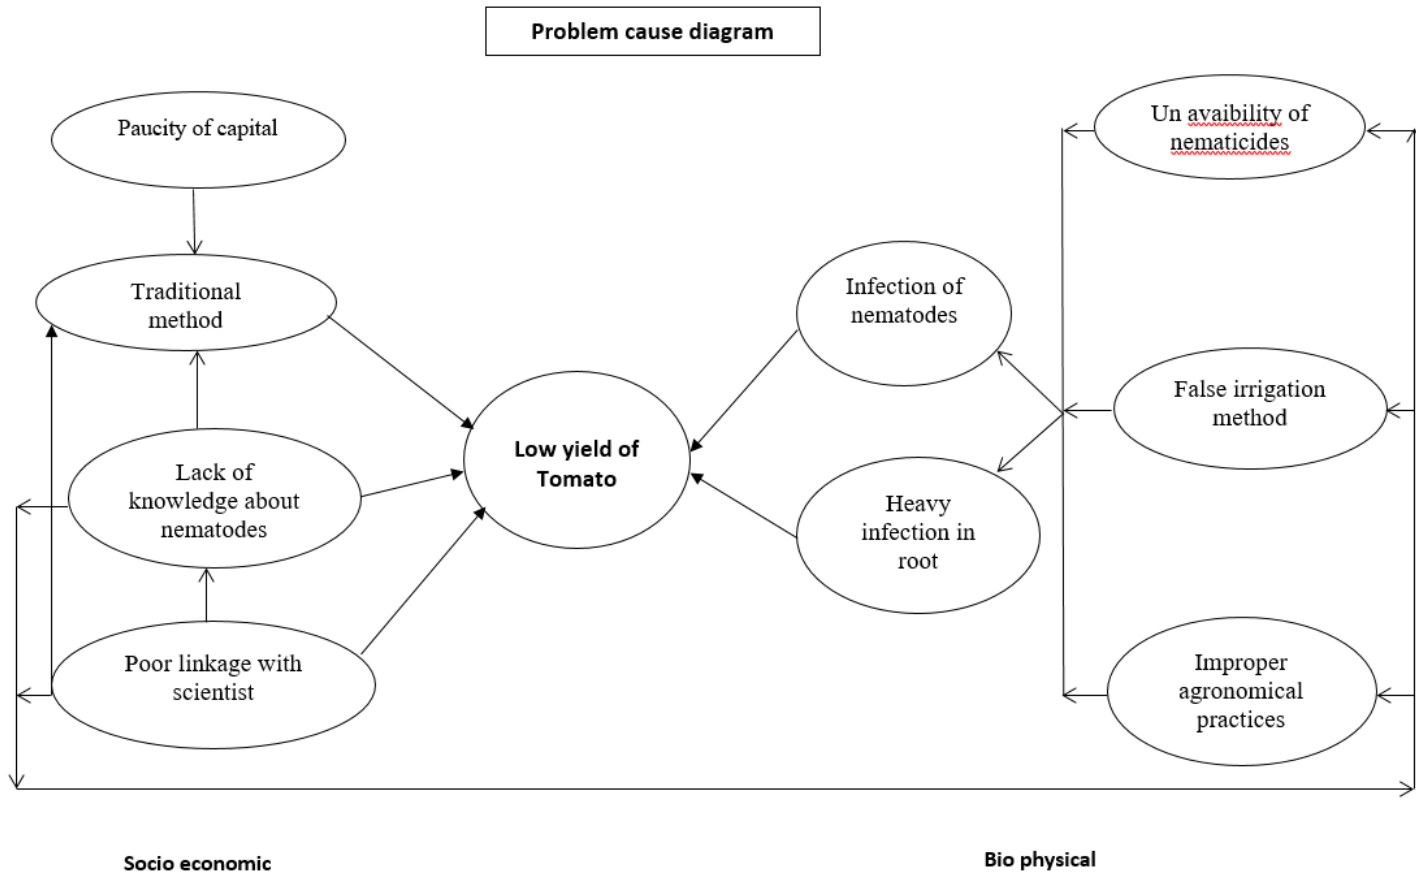 Problem cause diagram
Paucity of capital
Traditional
method
Lack of
knowledge about
nematodes
Poor linkage with
scientist
Low yield of
Tomato
Infection of
nematodes
Heavy
infection in
root
Un avaibility of
nematicides
False irrigation
method
Improper
agronomical
practices
Socio economic
Bio physical